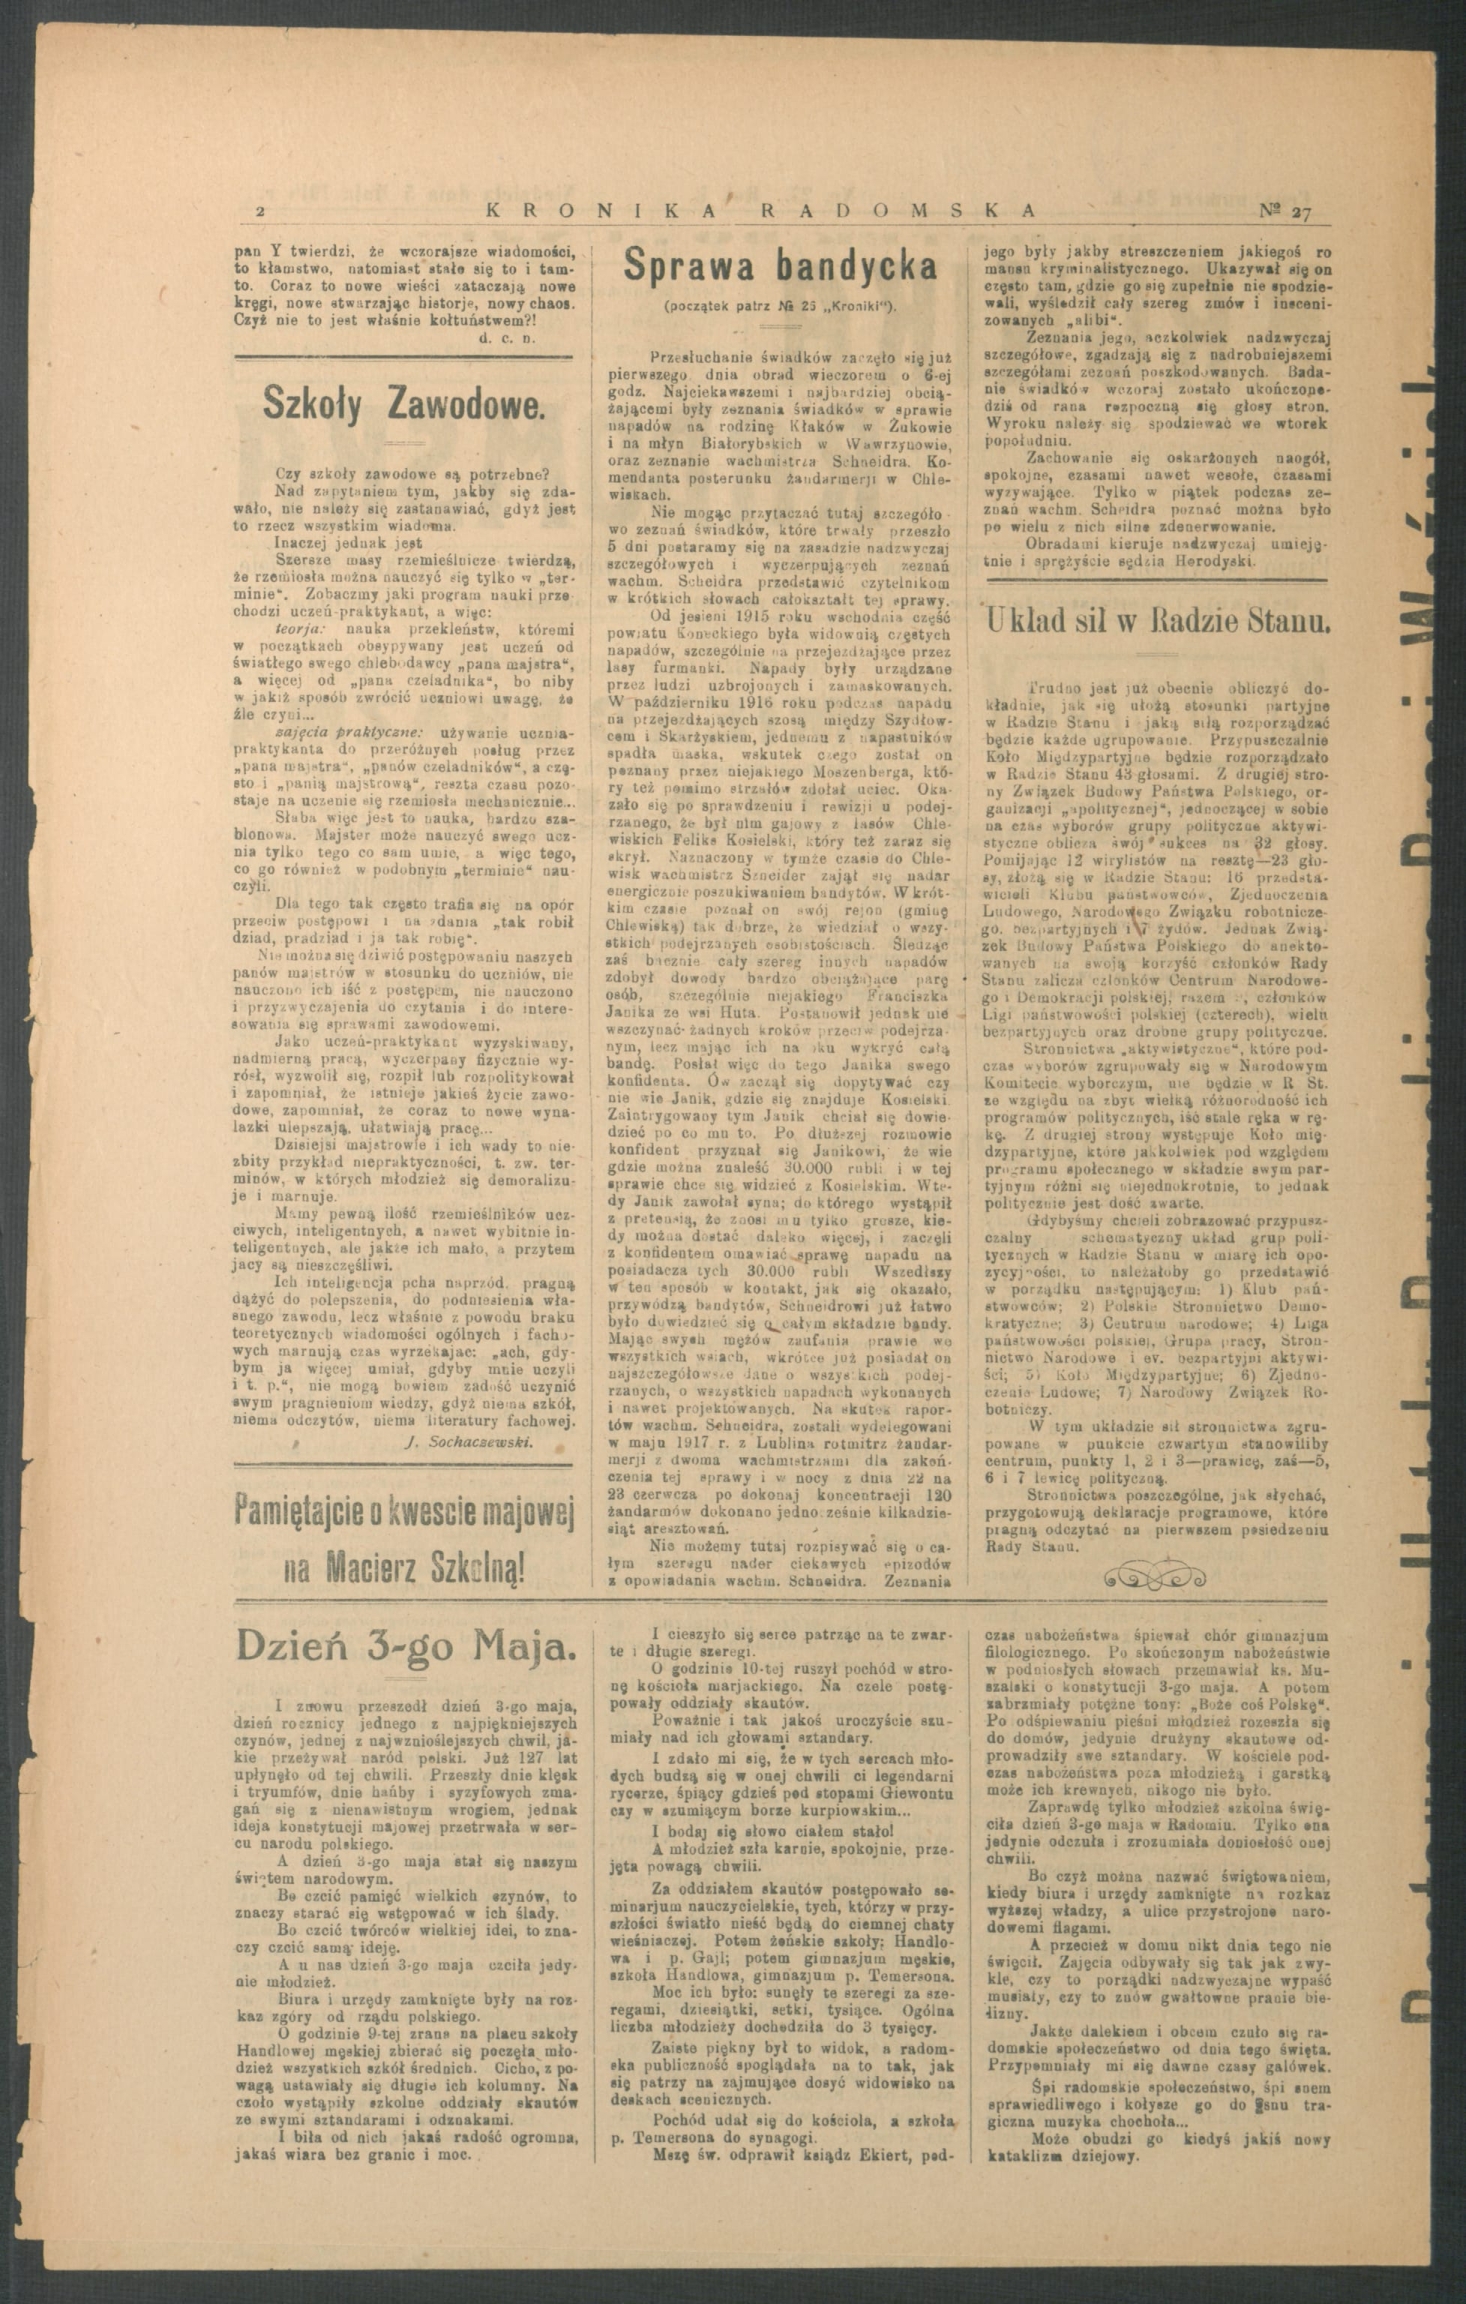 2
KRONIKA RADOMSKA
№ 27
pan Y twierdzi, że wczorajsze wiadomości,
to kłamstwo, natomiast stało się to i tam-
to. Coraz to nowe wieści zataczają nowe
kręgi, nowe stwarzając historje, nowy chaos.
Czyż nie to jest właśnie kołtuństwem?!
d. c. n.
Szkoły Zawodowe.
Czy szkoły zawodowe są potrzebne?
Nad zapytaniem tym, jakby się zda-
wało, nie należy się zastanawiać, gdyż jest
to rzecz wszystkim wiadoma.
Inaczej jednak jest
Szersze masy rzemieślnicze twierdzą,
że rzemiosła można nauczyć się tylko w „ter-
minie“. Zobaczmy jaki program nauki prze
chodzi uczeń-praktykant, a więc:
teorja: nauka przekleństw, któremi
w początkach obsypywany jest uczeń od
światłego swego chlebodawcy „pana majstra“,
a więcej od „pana czeladnika“, bo niby
w jakiż sposób zwrócić uczniowi uwagę, że
źle czyni...
zajęcia praktyczne: używanie ucznia-
praktykanta do przeróżnych posług przez
„pana majstra“, „panów czeladników“, a czę-
sto i „panią majstrową“, reszta czasu pozo-
staje na uczenie się rzemiosła mechanicznie...
Słaba więc jest to nauka, bardzo sza-
blonowa. Majster może nauczyć swego ucz-
nia tylko tego co sam umie, a więc tego,
co go również w podobnym „terminie“ nau-
czyli.
Dla tego tak często trafia się na opór
przeciw postępowi i na zdania „tak robił
dziad, pradziad i ja tak robię“.
Nie można się dziwić postępowaniu naszych
panów majstrów w stosunku do uczniów, nie
nauczono ich iść z postępem, nie nauczono
i przyzwyczajenia do czytania i do intere-
sowania się sprawami zawodowemi.
Jako uczeń-praktykant wyzyskiwany,
nadmierną pracą, wyczerpany fizycznie wy-
rósł, wyzwolił się, rozpił lub rozpolitykował
i zapomniał, że istnieje jakieś życie zawo-
dowe, zapomniał, że coraz to nowe wyna-
lazki ulepszają, ułatwiają pracę...
Dzisiejsi majstrowie i ich wady to nie-
zbity przykład niepraktyczności, t. zw. ter-
minów, w których młodzież się demoralizu-
je i marnuje.
Mamy pewną ilość rzemieślników ucz-
ciwych, inteligentnych, a nawet wybitnie in-
teligentnych, ale jakże ich mało, a przytem
jacy są nieszczęśliwi.
Ich inteligencja pcha naprzód, pragną
dążyć do polepszenia, do podniesienia wła-
snego zawodu, lecz właśnie z powodu braku
teoretycznych wiadomości ogólnych i facho-
wych marnują czas wyrzekając: „ach, gdy-
bym ja więcej umiał, gdyby mnie uczyli
i t. p.“, nie mogą bowiem zadość uczynić
swym pragnieniom wiedzy, gdyż niema szkół,
niema odczytów, niema literatury fachowej.
J. Sochaczewski.
Pamiętajcie o kwescie majowej
na Macierz Szkolną!
Sprawa bandycka
(początek patrz № 26 „Kroniki“).
Przesłuchanie świadków zaczęło się już
pierwszego dnia obrad wieczorem o 6-ej
godz. Najciekawszemi i najbardziej obcią-
żającemi były zeznania świadków w sprawie
napadów na rodzinę Kłaków w Żukowie
i na młyn Białorybskich w Wawrzynowie,
oraz zeznanie wachmistrza Schneidra. Ko-
mendanta posterunku żandarmerji w Chle-
wiskach.
Nie mogąc przytaczać tutaj szczegóło-
wo zeznań świadków, które trwały przeszło
5 dni postaramy się na zasadzie nadzwyczaj
szczegółowych i wyczerpujących zeznań
wachm. Scheidra przedstawić czytelnikom
w krótkich słowach całokształt tej sprawy.
Od jesieni 1915 roku wschodnia część
powiatu Koneckiego była widownią częstych
napadów, szczególnie na przejeżdżające przez
lasy furmanki. Napady były urządzane
przez ludzi uzbrojonych i zamaskowanych.
W październiku 1916 roku podczas napadu
na przejeżdżających szosą między Szydłow-
cem i Skarżyskiem, jednemu z napastników
spadła maska, wskutek czego został on
poznany przez niejakiego Moszenberga, któ-
ry też pomimo strzałów zdołał uciec. Oka-
zało się po sprawdzeniu i rewizji u podej-
rzanego, że był nim gajowy z lasów Chle-
wiskich Feliks Kosielski, który też zaraz się
skrył. Naznaczony w tymże czasie do Chle-
wisk wachmistrz Szneider zajął się nadar
energicznie poszukiwaniem bandytów. W krót-
kim czasie poznał on swój rejon (gminę
Chlewiska) tak dobrze, że wiedział o wszy-
stkich podejrzanych osobistościach. Śledząc
zaś bacznie cały szereg innych napadów
zdobył dowody bardzo obciążające parę
osób, szczególnie niejakiego Franciszka
Janika ze wsi Huta. Postanowił jednak nie
wszczynać żadnych kroków przeciw podejrza-
nym, lecz mając ich na oku wykryć całą
bandę. Posłał więc do tego Janika swego
konfidenta. Ów zaczął się dopytywać czy
nie wie Janik, gdzie się znajduje Kosielski.
Zaintrygowany tym Janik chciał się dowie-
dzieć po co mu to. Po dłuższej rozmowie
konfident przyznał się Janikowi, że wie
gdzie można znaleść 30.000 rubli i w tej
sprawie chce się widzieć z Kosielskim. Wte-
dy Janik zawołał syna; do którego wystąpił
z pretensją, że znosi mu tylko grosze, kie-
dy można dostać daleko więcej, i zaczęli
z konfidentem omawiać sprawę napadu na
posiadacza tych 30.000 rubli Wszedłszy
w ten sposób w kontakt, jak się okazało,
przywódzą bandytów, Schneidrowi już łatwo
było dowiedzieć się o całym składzie bandy.
Mając swych mężów zaufania prawie we
wszystkich wsiach, wkrótce już posiadał on
najszczegółowsze dane o wszystkich podej-
rzanych, o wszystkich napadach wykonanych
i nawet projektowanych. Na skutek rapor-
tów wachm. Schneidra, zostali wydelegowani
w maju 1917 r. z Lublina rotmitrz żandar-
merji z dwoma wachmistrzami dla zakoń-
czenia tej sprawy i w nocy z dnia 22 na
23 czerwcza po dokonaj koncentracji 120
żandarmów dokonano jednocześnie kilkadzie-
siąt aresztowań.
Nie możemy tutaj rozpisywać się o ca-
łym szeregu nader ciekawych epizodów
z opowiadania wachm. Schneidra. Zeznania
jego były jakby streszczeniem jakiegoś ro
mansu kryminalistycznego. Ukazywał się on
często tam, gdzie go się zupełnie nie spodzie-
wali, wyśledził cały szereg zmów i insceni-
zowanych „alibi“.
Zeznania jego, aczkolwiek nadzwyczaj
szczegółowe, zgadzają się z nadrobniejszemi
szczegółami zeznań poszkodowanych. Bada-
nie świadków wczoraj zostało ukończone-
dziś od rana rozpoczną się głosy stron.
Wyroku należy się spodziewać we wtorek
popołudniu.
Zachowanie się oskarżonych naogół,
spokojne, czasami nawet wesołe, czasami
wyzywające. Tylko w piątek podczas ze-
znań wachm. Scheidra poznać można było
po wielu z nich silne zdenerwowanie.
Obradami kieruje nadzwyczaj umieję-
tnie i sprężyście sędzia Herodyski.
Układ sił w Radzie Stanu.
Trudno jest już obecnie obliczyć do-
kładnie, jak się ułożą stosunki partyjne
w Radzie Stanu i jaką siłą rozporządzać
będzie każde ugrupowanie. Przypuszczalnie
Koło Międzypartyjne będzie rozporządzało
w Radzie Stanu 43 głosami. Z drugiej stro-
ny Związek Budowy Państwa Polskiego, or-
ganizacji „apolitycznej“, jednoczącej w sobie
na czas wyborów grupy polityczne aktywi-
styczne oblicza swój sukces na 32 głosy.
Pomijając 12 wirylistów na resztę—23 gło-
sy, złożą się w Radzie Stanu: 16 przedsta-
wicieli Klubu państwowców, Zjednoczenia
Ludowego, Narodowego Związku robotnicze-
go, bezpartyjnych i 7 żydów. Jednak Zwią-
zek Budowy Państwa Polskiego do anekto-
wanych na swoją korzyść członków Rady
Stanu zalicza członków Centrum Narodowe-
go i Demokracji polskiej, razem , członków
Ligi państwowości polskiej (czterech), wielu
bezpartyjnych oraz drobne grupy polityczne.
Stronnictwa „aktywistyczne“, które pod-
czas wyborów zgrupowały się w Narodowym
Komitecie wyborczym, nie będzie w R St.
ze względu na zbyt wielką różnorodność ich
programów politycznych, iść stale ręka w rę-
kę. Z drugiej strony występuje Koło mię-
dzypartyjne, które jakkolwiek pod względem
programu społecznego w składzie swym par-
tyjnym różni się niejednokrotnie, to jednak
politycznie jest dość zwarte.
Gdybyśmy chcieli zobrazować przypusz-
czalny schematyczny układ grup poli-
tycznych w Radzie Stanu w miarę ich opo-
zycyjności, to należałoby go przedstawić
w porządku następującym: 1) Klub pań-
stwowców; 2) Polskie Stronnictwo Demo-
kratyczne; 3) Centrum narodowe; 4) Liga
państwowości polskiej, Grupa pracy, Stron-
nictwo Narodowe i ev. bezpartyjni aktywi-
ści; 5) Koło Międzypartyjne; 6) Zjedno-
czenie Ludowe; 7) Narodowy Związek Ro-
botniczy.
W tym układzie sił stronnictwa zgru-
powane w punkcie czwartym stanowiliby
centrum, punkty 1, 2 i 3—prawicę, zaś—5,
6 i 7 lewicę polityczną.
Stronnictwa poszczególne, jak słychać,
przygotowują deklaracje programowe, które
pragną odczytać na pierwszem posiedzeniu
Rady Stanu.
Dzień 3-go Maja.
I znowu przeszedł dzień 3-go maja,
dzień rocznicy jednego z najpiękniejszych
czynów, jednej z najwznioślejszych chwil, ja-
kie przeżywał naród polski. Już 127 lat
upłynęło od tej chwili. Przeszły dnie klęsk
i tryumfów, dnie hańby i syzyfowych zma-
gań się z nienawistnym wrogiem, jednak
ideja konstytucji majowej przetrwała w ser-
cu narodu polskiego.
A dzień 3-go maja stał się naszym
świętem narodowym.
Bo czcić pamięć wielkich czynów, to
znaczy starać się wstępować w ich ślady.
Bo czcić twórców wielkiej idei, to zna-
czy czcić samą ideję.
A u nas dzień 3-go maja czciła jedy-
nie młodzież.
Biura i urzędy zamknięte były na roz-
kaz zgóry od rządu polskiego.
O godzinie 9-tej zrana na placu szkoły
Handlowej męskiej zbierać się poczęła mło-
dzież wszystkich szkół średnich. Cicho, z po-
wagą ustawiały się długie ich kolumny. Na
czoło wystąpiły szkolne oddziały skautów
ze swymi sztandarami i odznakami.
I biła od nich jakaś radość ogromna,
jakaś wiara bez granic i moc.
I cieszyło się serce patrząc na te zwar-
te i długie szeregi.
O godzinie 10-tej ruszył pochód w stro-
nę kościoła marjackiego. Na czele postę-
powały oddziały skautów.
Poważnie i tak jakoś uroczyście szu-
miały nad ich głowami sztandary.
I zdało mi się, że w tych sercach mło-
dych budzą się w onej chwili ci legendarni
rycerze, śpiący gdzieś pod stopami Giewontu
czy w szumiącym borze kurpiowskim...
I bodaj się słowo ciałem stało!
A młodzież szła karnie, spokojnie, prze-
jęta powagą chwili.
Za oddziałem skautów postępowało se-
minarjum nauczycielskie, tych, którzy w przy-
szłości światło nieść będą do ciemnej chaty
wieśniaczej. Potem żeńskie szkoły: Handlo-
wa i p. Gajl; potem gimnazjum męskie,
szkoła Handlowa, gimnazjum p. Temersona.
Moc ich było: sunęły te szeregi za sze-
regami, dziesiątki, setki, tysiące. Ogólna
liczba młodzieży dochodziła do 3 tysięcy.
Zaiste piękny był to widok, a radom-
ska publiczność spoglądała na to tak, jak
się patrzy na zajmujące dosyć widowisko na
deskach scenicznych.
Pochód udał się do kościoła, a szkoła
p. Temersona do synagogi.
Mszę św. odprawił ksiądz Ekiert, pod-
czas nabożeństwa śpiewał chór gimnazjum
filologicznego. Po skończonym nabożeństwie
w podniosłych słowach przemawiał ks. Mu-
szalski o konstytucji 3-go maja. A potem
zabrzmiały potężne tony: „Boże coś Polskę“.
Po odśpiewaniu pieśni młodzież rozeszła się
do domów, jedynie drużyny skautowe od-
prowadziły swe sztandary. W kościele pod-
czas nabożeństwa poza młodzieżą i garstką
może ich krewnych, nikogo nie było.
Zaprawdę tylko młodzież szkolna świę-
ciła dzień 3-go maja w Radomiu. Tylko ona
jedynie odczuła i zrozumiała doniosłość onej
chwili.
Bo czyż można nazwać świętowaniem,
kiedy biura i urzędy zamknięte na rozkaz
wyższej władzy, a ulice przystrojone naro-
dowemi flagami.
A przecież w domu nikt dnia tego nie
święcił. Zajęcia odbywały się tak jak zwy-
kle, czy to porządki nadzwyczajne wypaść
musiały, czy to znów gwałtowne pranie bie-
lizny.
Jakże dalekiem i obcem czuło się ra-
domskie społeczeństwo od dnia tego święta.
Przypomniały mi się dawne czasy galówek.
Śpi radomskie społeczeństwo, śpi snem
sprawiedliwego i kołysze go do snu tra-
giczna muzyka chochoła...
Może obudzi go kiedyś jakiś nowy
kataklizm dziejowy.